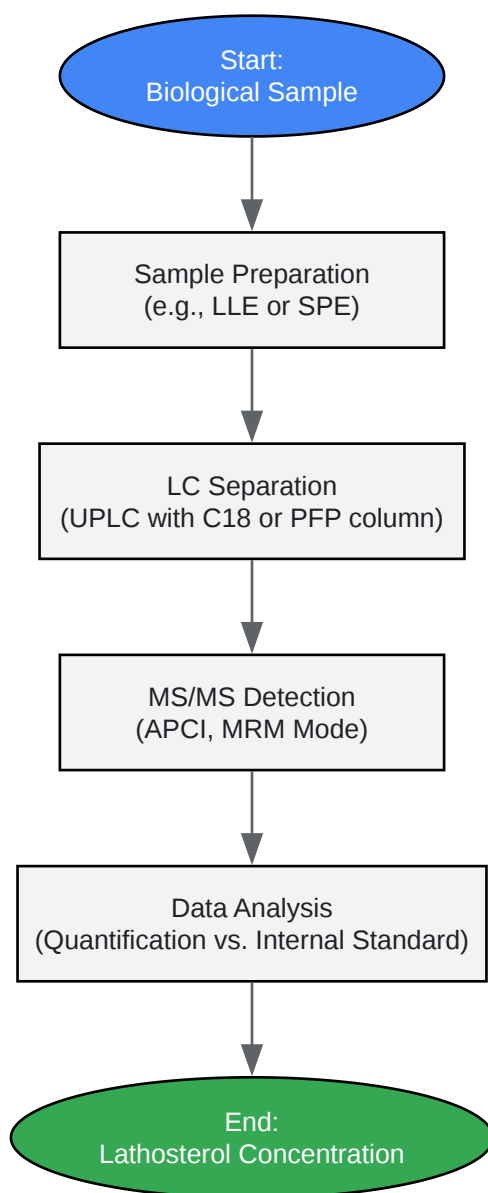 Start:
Biological Sample
Sample Preparation
(e.g., LLE or SPE)
LC Separation
(UPLC with C18 or PFP column)
MS/MS Detection
(APCI, MRM Mode)
Data Analysis
(Quantification vs. Internal Standard)
End:
Lathosterol Concentration